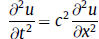 ∂²u/∂t² = c² ∂²u/∂x²